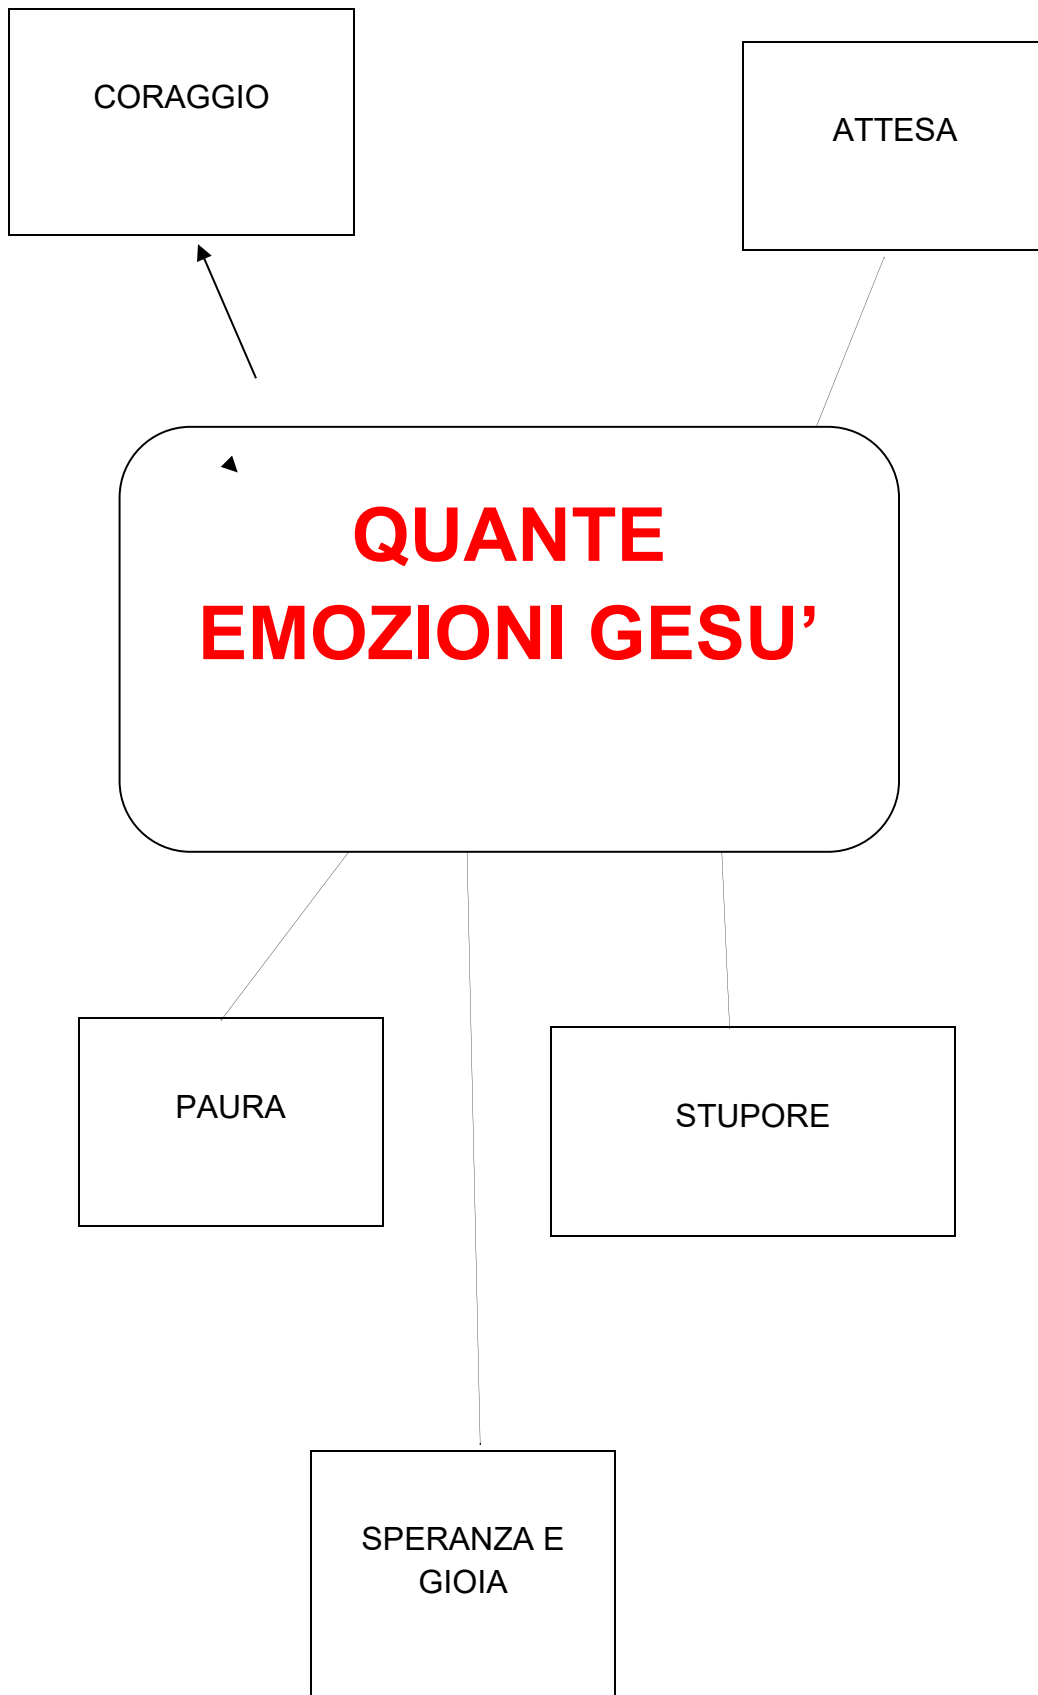 CORAGGIO
ATTESA
QUANTE
EMOZIONI GESU’
PAURA
STUPORE
SPERANZA E
GIOIA